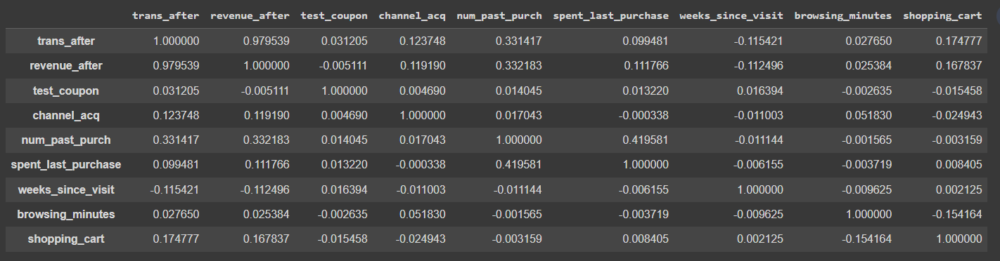 trans_after revenue_after test_coupon channel_acq num_past_purch spent_last_purchase weeks_since_visit browsing_minutes shopping_cart
trans_after 1.000000 0.979539 0.031205 0.123748 0.331417 0.099481 -0.115421 0.027650 0.174777
revenue_after 0.979539 1.000000 -0.005111 0.119190 0.332183 0.111766 -0.112496 0.025384 0.167837
test_coupon 0.031205 -0.005111 1.000000 0.004690 0.014045 0.013220 0.016394 -0.002635 -0.015458
channel_acq 0.123748 0.119190 0.004690 1.000000 0.017043 -0.000338 -0.011003 0.051830 -0.024943
num_past_purch 0.331417 0.332183 0.014045 0.017043 1.000000 0.419581 -0.011144 -0.001565 -0.003159
spent_last_purchase 0.099481 0.111766 0.013220 -0.000338 0.419581 1.000000 -0.006155 -0.003719 0.008405
weeks_since_visit -0.115421 -0.112496 0.016394 -0.011003 -0.011144 -0.006155 1.000000 -0.009625 0.002125
browsing_minutes 0.027650 0.025384 -0.002635 0.051830 -0.001565 -0.003719 -0.009625 1.000000 -0.154164
shopping_cart 0.174777 0.167837 -0.015458 -0.024943 -0.003159 0.008405 0.002125 -0.154164 1.000000